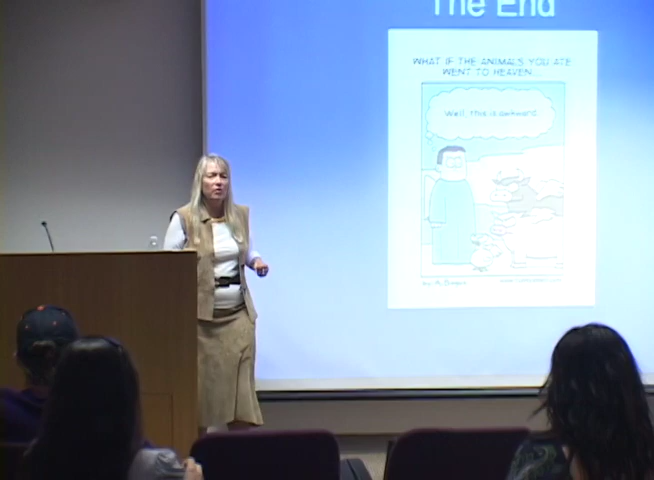 The End
WHAT IF THE ANIMALS YOU ATE
WENT TO HEAVEN...
Well, this is awkward.